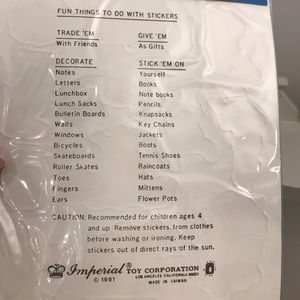 FUN THINGS TO DO WITH STICKERS
TRADE 'EM GIVE 'EM
With Friends As Gifts
DECORATE STICK 'EM ON
Notes Yourself
Letters Books
Lunchbox Note books
Lunch Sacks Pencils
Bulletin Boards Knapsacks
Walls Key Chains
Windows Jackets
Bicycles Boots
Skateboards Tennis Shoes
Roller Skates Raincoats
Toes Hats
Fingers Mittens
Ears Flower Pots
CAUTION: Recommended for children ages 4
and up Remove stickers from clothes
before washing or ironing. Keep
stickers out of direct rays of the sun.
Imperial® TOY CORPORATION
© 1991 LOS ANGELES CALIFORNIA 90021
MADE IN TAIWAN